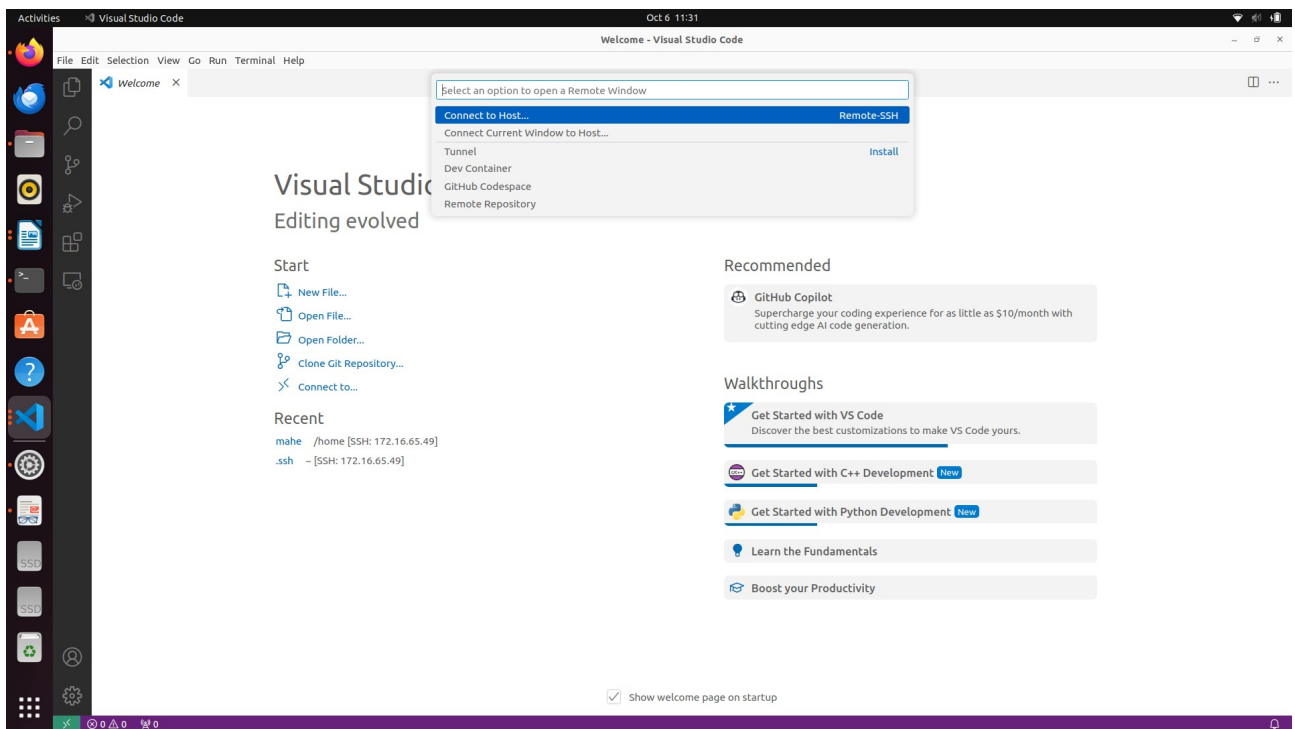 Activities Visual Studio Code Oct 6 11:31
Welcome - Visual Studio Code
File Edit Selection View Go Run Terminal Help
Welcome
Select an option to open a Remote Window
Connect to Host... Remote-SSH
Connect Current Window to Host...
Tunnel Install
Dev Container
GitHub Codespace
Remote Repository
Visual Studio
Editing evolved
Start
New File...
Open File...
Open Folder...
Clone Git Repository...
Connect to...
Recent
mahe /home [SSH: 172.16.65.49]
.ssh ~ [SSH: 172.16.65.49]
Recommended
GitHub Copilot
Supercharge your coding experience for as little as $10/month with
cutting edge AI code generation.
Walkthroughs
Get Started with VS Code
Discover the best customizations to make VS Code yours.
Get Started with C++ Development New
Get Started with Python Development New
Learn the Fundamentals
Boost your Productivity
SSD
SSD
Show welcome page on startup
0 0 0